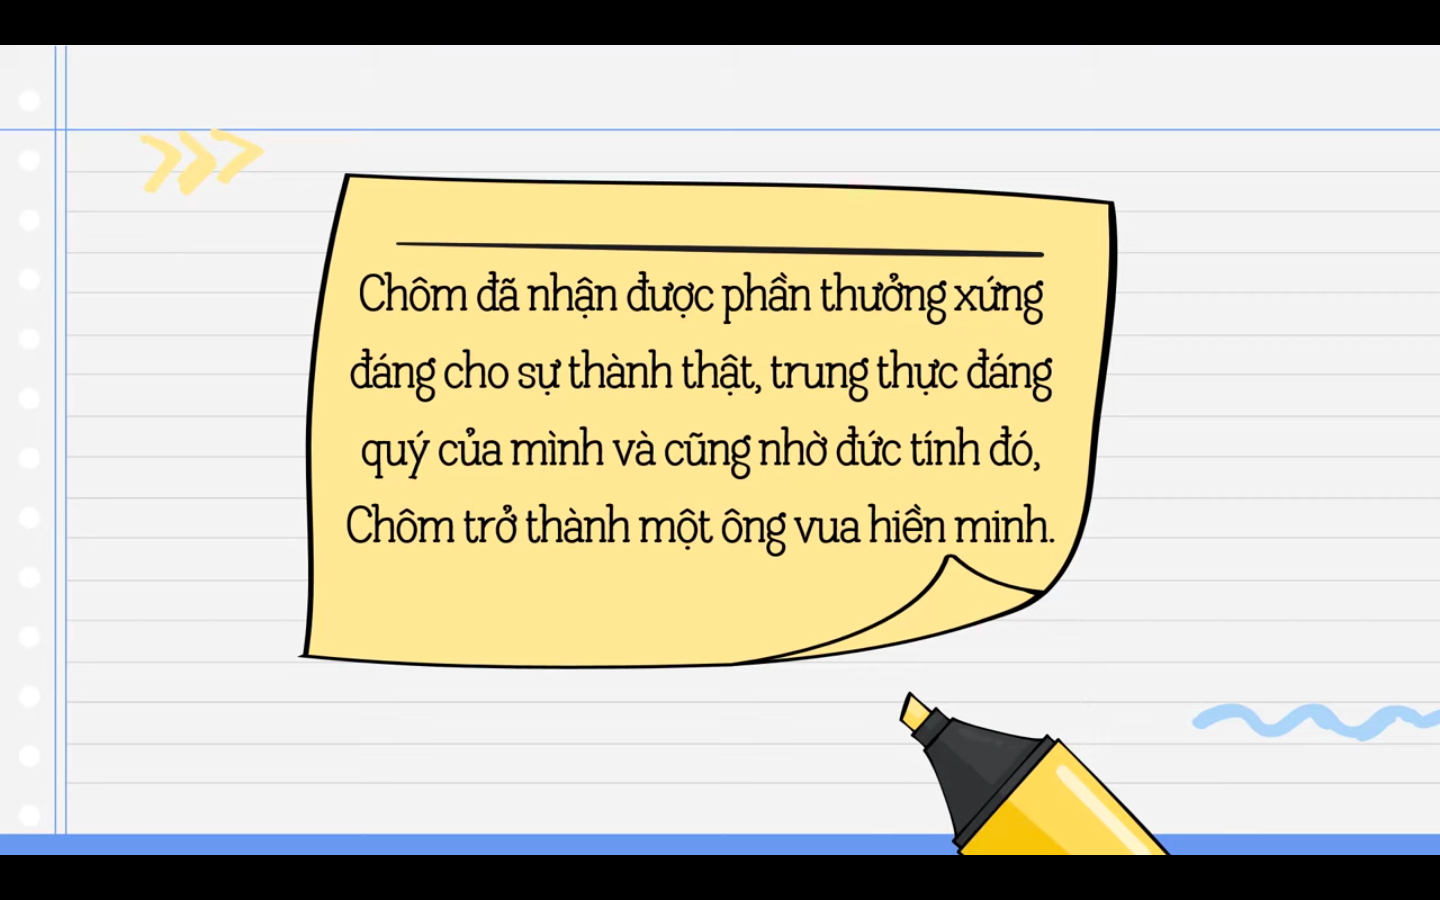 Chôm đã nhận được phần thưởng xứng
đáng cho sự thành thật, trung thực đáng
quý của mình và cũng nhờ đức tính đó,
Chôm trở thành một ông vua hiền minh.